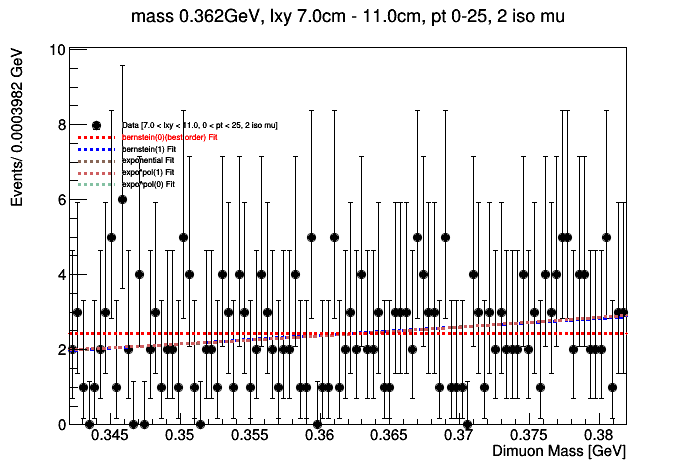 mass 0.362GeV, lxy 7.0cm - 11.0cm, pt 0-25, 2 iso mu
Events/ 0.0003982 GeV
10
8
6
4
2
0
Data [7.0 < lxy < 11.0, 0 < pt < 25, 2 iso mu]
bernstein(0)(best order) Fit
bernstein(1) Fit
exponential Fit
expo*pol(1) Fit
expo*pol(0) Fit
0.345 0.35 0.355 0.36 0.365 0.37 0.375 0.38
Dimuon Mass [GeV]